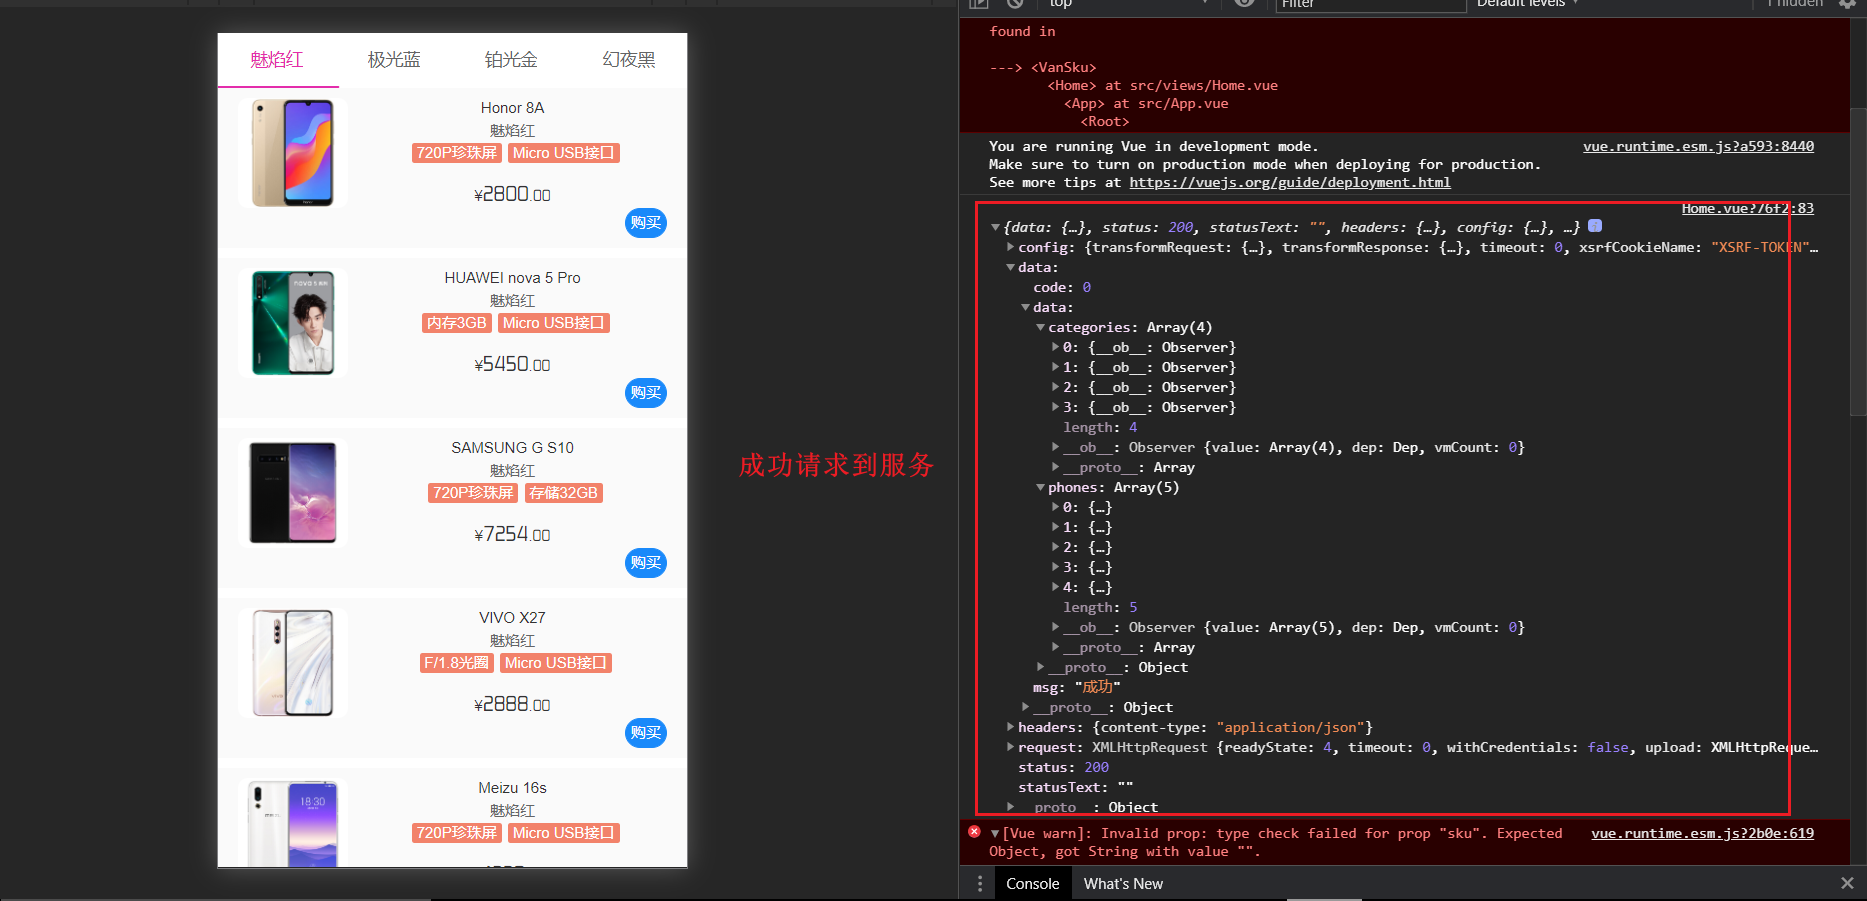 魅焰红
极光蓝
铂光金
幻夜黑
Honor 8A
魅焰红
720P珍珠屏 Micro USB接口
¥2800.00
购买
HUAWEI nova 5 Pro
魅焰红
内存3GB Micro USB接口
¥5450.00
购买
SAMSUNG G S10
魅焰红
720P珍珠屏 存储32GB
¥7254.00
购买
VIVO X27
魅焰红
F/1.8光圈 Micro USB接口
¥2888.00
购买
Meizu 16s
魅焰红
720P珍珠屏 Micro USB接口
成功请求到服务
top
Filter
Default levels
1 hidden
found in
---> <VanSku>
<Home> at src/views/Home.vue
<App> at src/App.vue
<Root>
You are running Vue in development mode. vue.runtime.esm.js?a593:8440
Make sure to turn on production mode when deploying for production.
See more tips at https://vuejs.org/guide/deployment.html
Home.vue?76f2:83
{data: {…}, status: 200, statusText: "", headers: {…}, config: {…}, …}
config: {transformRequest: {…}, transformResponse: {…}, timeout: 0, xsrfCookieName: "XSRF-TOKEN"…
data:
code: 0
data:
categories: Array(4)
0: {__ob__: Observer}
1: {__ob__: Observer}
2: {__ob__: Observer}
3: {__ob__: Observer}
length: 4
__ob__: Observer {value: Array(4), dep: Dep, vmCount: 0}
__proto__: Array
phones: Array(5)
0: {…}
1: {…}
2: {…}
3: {…}
4: {…}
length: 5
__ob__: Observer {value: Array(5), dep: Dep, vmCount: 0}
__proto__: Array
__proto__: Object
msg: "成功"
__proto__: Object
headers: {content-type: "application/json"}
request: XMLHttpRequest {readyState: 4, timeout: 0, withCredentials: false, upload: XMLHttpReque…
status: 200
statusText: ""
__proto__: Object
[Vue warn]: Invalid prop: type check failed for prop "sku". Expected vue.runtime.esm.js?2b0e:619
Object, got String with value "".
Console
What's New